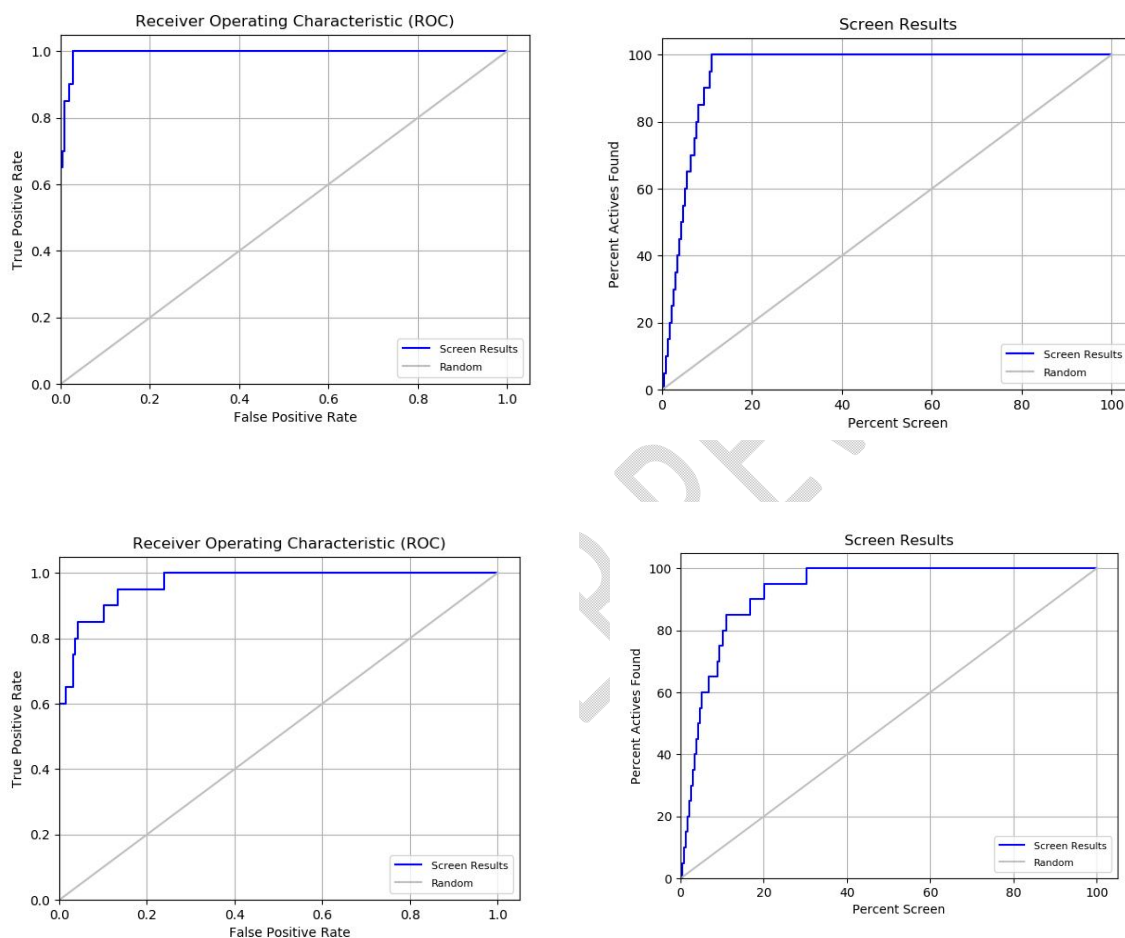 Receiver Operating Characteristic (ROC)
True Positive Rate
1.0
0.8
0.6
0.4
0.2
0.0
0.0 0.2 0.4 0.6 0.8 1.0
False Positive Rate
Screen Results
Random
Screen Results
Percent Actives Found
100
80
60
40
20
0
0 20 40 60 80 100
Percent Screen
Screen Results
Random
Receiver Operating Characteristic (ROC)
True Positive Rate
1.0
0.8
0.6
0.4
0.2
0.0
0.0 0.2 0.4 0.6 0.8 1.0
False Positive Rate
Screen Results
Random
Screen Results
Percent Actives Found
100
80
60
40
20
0
0 20 40 60 80 100
Percent Screen
Screen Results
Random